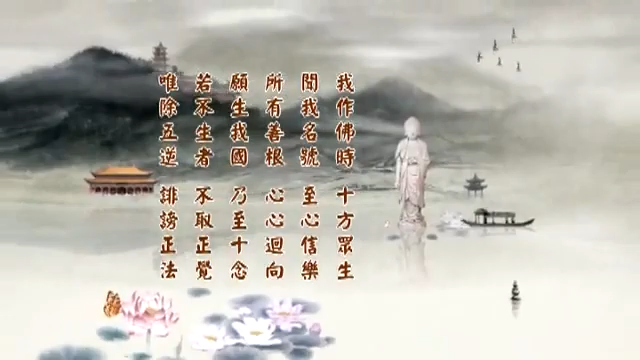 我作佛時 十方眾生
聞我名號 至心信樂
所有善根 心心迴向
願生我國 乃至十念
若不生者 不取正覺
唯除五逆 誹謗正法